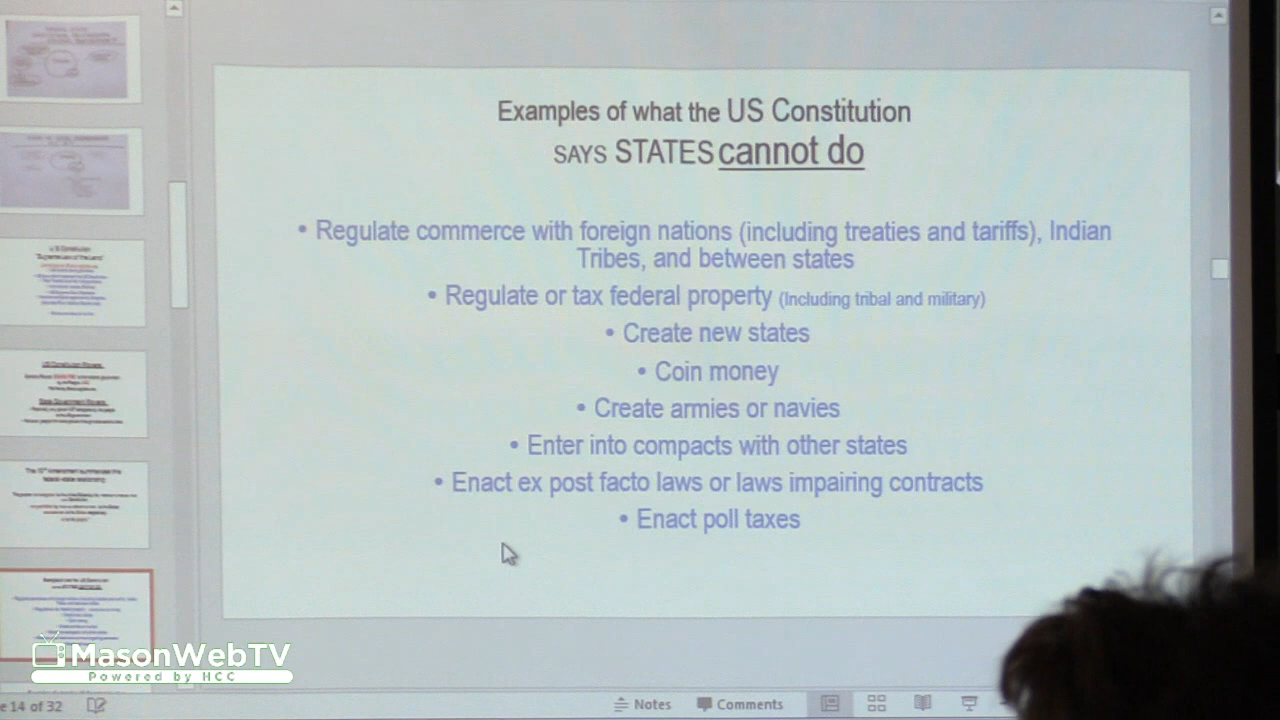 Examples of what the US Constitution
SAYS STATES cannot do
• Regulate commerce with foreign nations (including treaties and tariffs), Indian
Tribes, and between states
• Regulate or tax federal property (Including tribal and military)
• Create new states
• Coin money
• Create armies or navies
• Enter into compacts with other states
• Enact ex post facto laws or laws impairing contracts
• Enact poll taxes
MasonWebTV
Powered by HCC
14 of 32
Notes
Comments